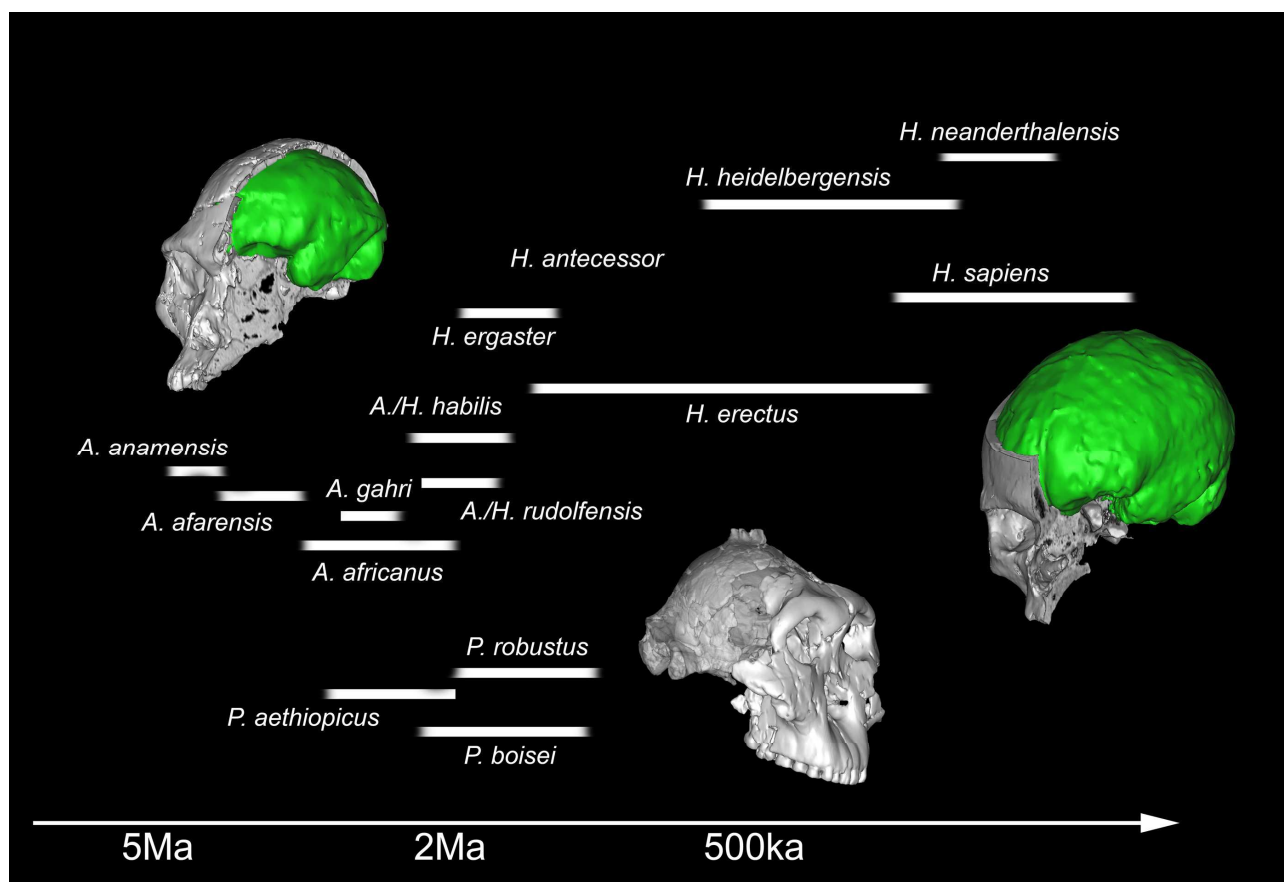 H. neanderthalensis
H. heidelbergensis
H. antecessor
H. sapiens
H. ergaster
A./H. habilis
H. erectus
A. anamensis
A. gahri
A./H. rudolfensis
A. afarensis
A. africanus
P. robustus
P. aethiopicus
P. boisei
5Ma
2Ma
500ka